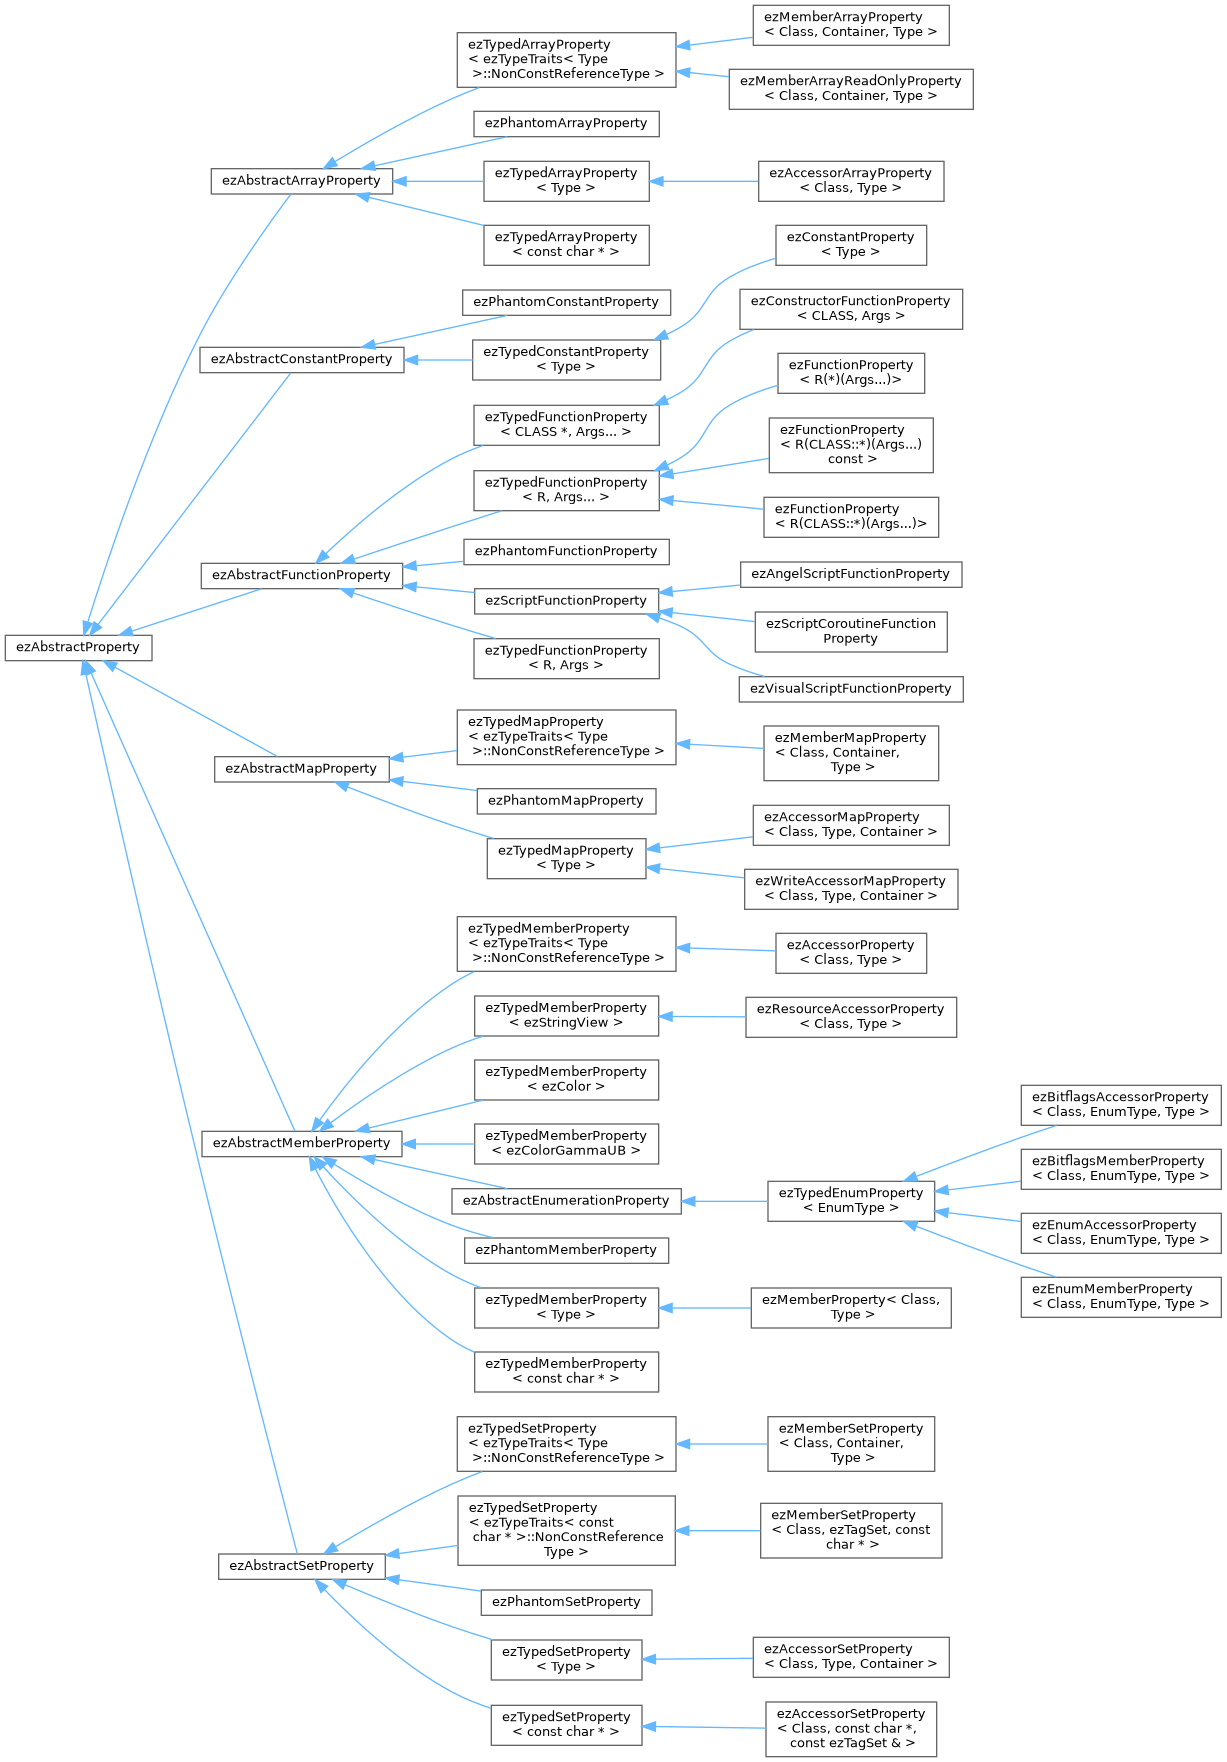 ezMemberArrayProperty
< Class, Container, Type >
ezTypedArrayProperty
< ezTypeTraits< Type
>::NonConstReferenceType >
ezMemberArrayReadOnlyProperty
< Class, Container, Type >
ezPhantomArrayProperty
ezAbstractArrayProperty
ezTypedArrayProperty
< Type >
ezAccessorArrayProperty
< Class, Type >
ezTypedArrayProperty
< const char * >
ezConstantProperty
< Type >
ezPhantomConstantProperty
ezConstructorFunctionProperty
< CLASS, Args >
ezAbstractConstantProperty
ezTypedConstantProperty
< Type >
ezFunctionProperty
< R(*)(Args...)>
ezTypedFunctionProperty
< CLASS *, Args... >
ezFunctionProperty
< R(CLASS::*)(Args...)
const >
ezTypedFunctionProperty
< R, Args... >
ezFunctionProperty
< R(CLASS::*)(Args...)>
ezPhantomFunctionProperty
ezAbstractFunctionProperty
ezAngelScriptFunctionProperty
ezScriptFunctionProperty
ezScriptCoroutineFunction
Property
ezAbstractProperty
ezTypedFunctionProperty
< R, Args >
ezVisualScriptFunctionProperty
ezTypedMapProperty
< ezTypeTraits< Type
>::NonConstReferenceType >
ezMemberMapProperty
< Class, Container,
Type >
ezAbstractMapProperty
ezPhantomMapProperty
ezAccessorMapProperty
< Class, Type, Container >
ezTypedMapProperty
< Type >
ezWriteAccessorMapProperty
< Class, Type, Container >
ezTypedMemberProperty
< ezTypeTraits< Type
>::NonConstReferenceType >
ezAccessorProperty
< Class, Type >
ezTypedMemberProperty
< ezStringView >
ezResourceAccessorProperty
< Class, Type >
ezTypedMemberProperty
< ezColor >
ezBitflagsAccessorProperty
< Class, EnumType, Type >
ezAbstractMemberProperty
ezTypedMemberProperty
< ezColorGammaUB >
ezBitflagsMemberProperty
< Class, EnumType, Type >
ezAbstractEnumerationProperty
ezTypedEnumProperty
< EnumType >
ezEnumAccessorProperty
< Class, EnumType, Type >
ezPhantomMemberProperty
ezEnumMemberProperty
< Class, EnumType, Type >
ezTypedMemberProperty
< Type >
ezMemberProperty< Class,
Type >
ezTypedMemberProperty
< const char * >
ezTypedSetProperty
< ezTypeTraits< Type
>::NonConstReferenceType >
ezMemberSetProperty
< Class, Container,
Type >
ezTypedSetProperty
< ezTypeTraits< const
char * >::NonConstReference
Type >
ezMemberSetProperty
< Class, ezTagSet, const
char * >
ezAbstractSetProperty
ezPhantomSetProperty
ezTypedSetProperty
< Type >
ezAccessorSetProperty
< Class, Type, Container >
ezTypedSetProperty
< const char * >
ezAccessorSetProperty
< Class, const char *,
const ezTagSet & >